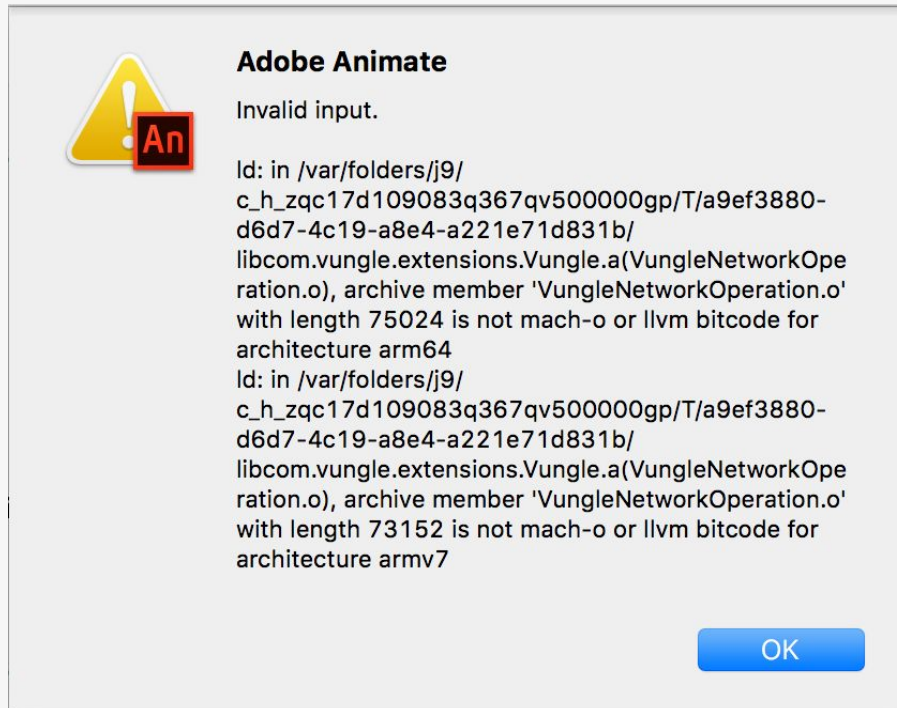 Adobe Animate
Invalid input.
ld: in /var/folders/j9/
c_h_zqc17d109083q367qv500000gp/T/a9ef3880-
d6d7-4c19-a8e4-a221e71d831b/
libcom.vungle.extensions.Vungle.a(VungleNetworkOpe
ration.o), archive member 'VungleNetworkOperation.o'
with length 75024 is not mach-o or llvm bitcode for
architecture arm64
ld: in /var/folders/j9/
c_h_zqc17d109083q367qv500000gp/T/a9ef3880-
d6d7-4c19-a8e4-a221e71d831b/
libcom.vungle.extensions.Vungle.a(VungleNetworkOpe
ration.o), archive member 'VungleNetworkOperation.o'
with length 73152 is not mach-o or llvm bitcode for
architecture armv7
An
OK